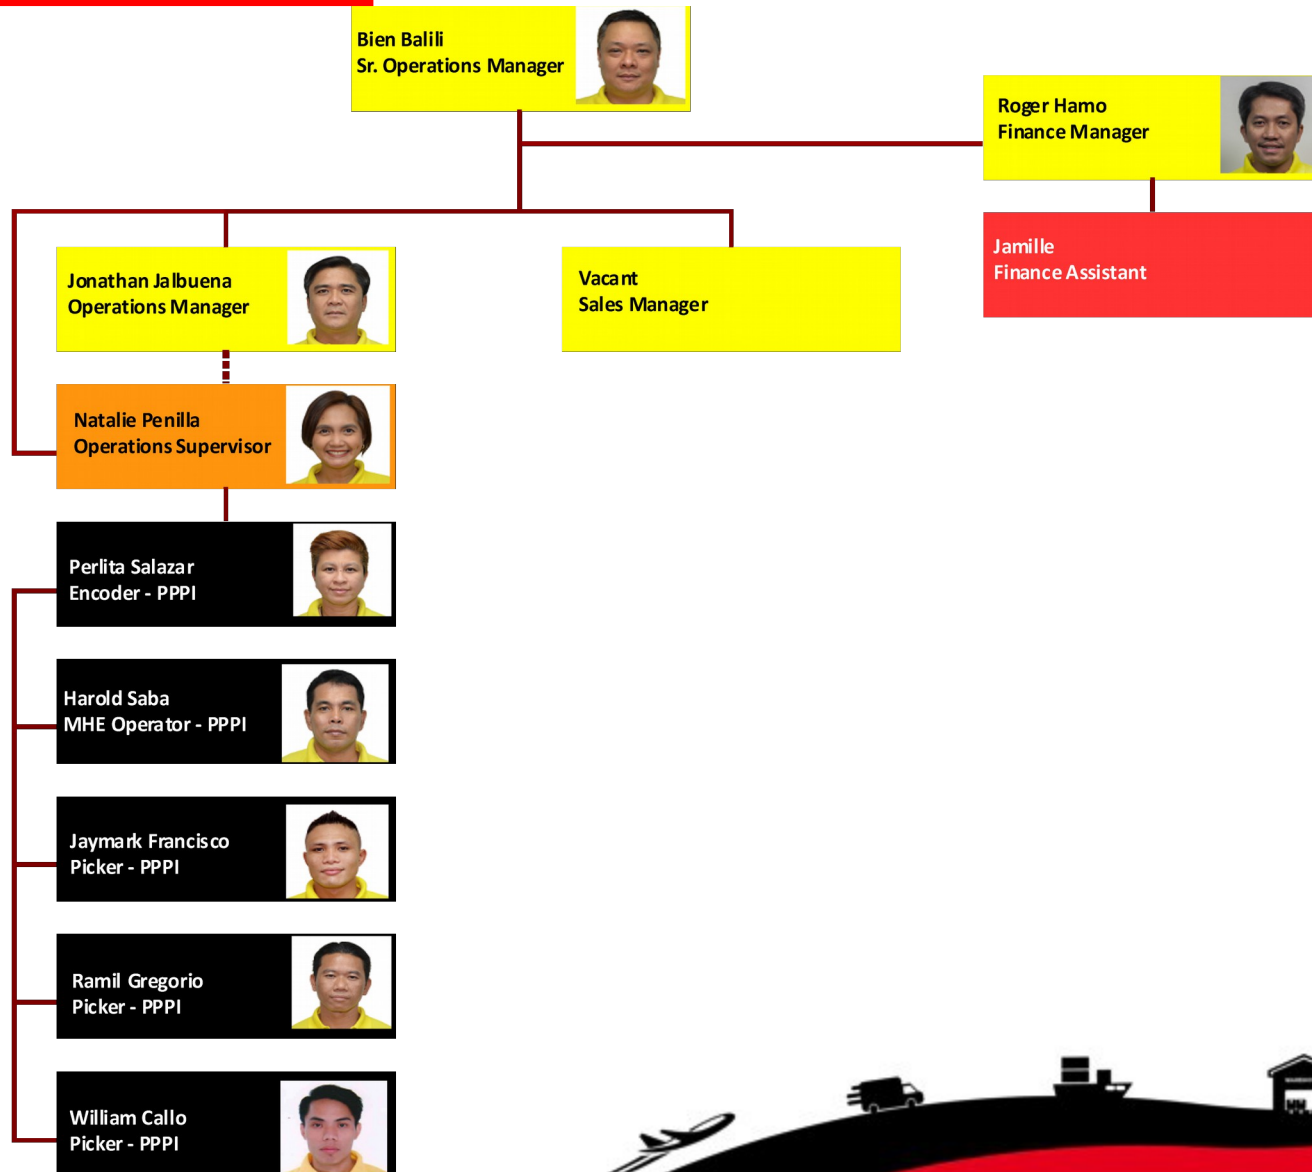 Bien Balili
Sr. Operations Manager
Roger Hamo
Finance Manager
Jamille
Finance Assistant
Jonathan Jalbuena
Operations Manager
Vacant
Sales Manager
Natalie Penilla
Operations Supervisor
Perlita Salazar
Encoder - PPPI
Harold Saba
MHE Operator - PPPI
Jaymark Francisco
Picker - PPPI
Ramil Gregorio
Picker - PPPI
William Callo
Picker - PPPI